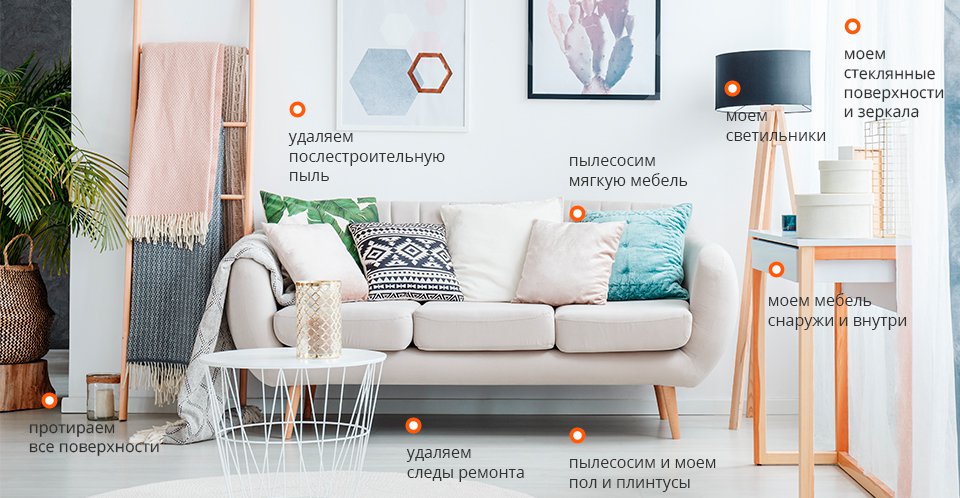 моем
стеклянные
поверхности
и зеркала
удаляем
послестроительную
пыль
моем
светильники
пылесосим
мягкую мебель
моем мебель
снаружи и внутри
протираем
все поверхности
удаляем
следы ремонта
пылесосим и моем
пол и плинтусы